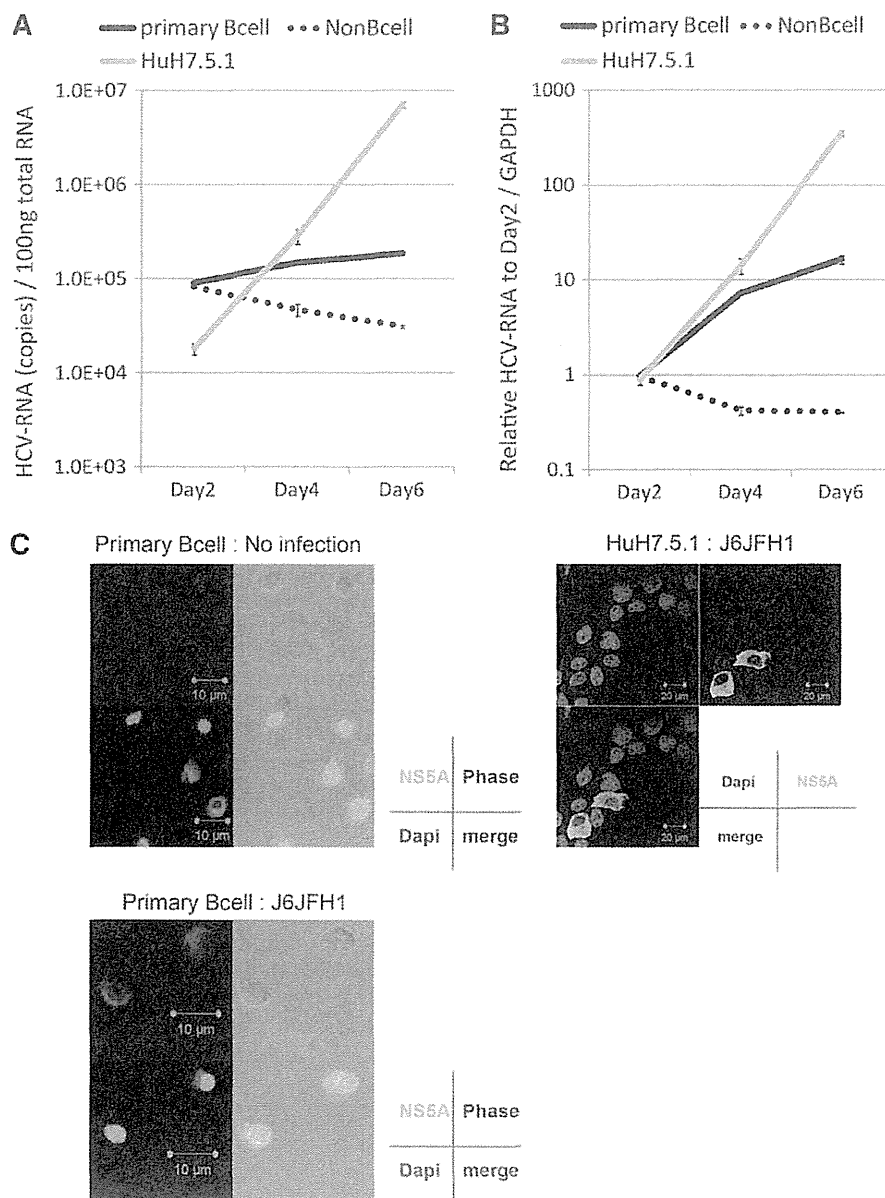 A
primary Bcell NonBcell
HuH7.5.1
HCV-RNA (copies) / 100ng total RNA
1.0E+07
1.0E+06
1.0E+05
1.0E+04
1.0E+03
Day2 Day4 Day6
B
primary Bcell NonBcell
HuH7.5.1
Relative HCV-RNA to Day2 / GAPDH
1000
100
10
1
0.1
Day2 Day4 Day6
C
Primary Bcell : No infection
10 µm
10 µm
NS5A Phase
Dapi merge
HuH7.5.1 : J6JFH1
20 µm 20 µm
20 µm
Dapi NS5A
merge
Primary Bcell : J6JFH1
10 µm
10 µm
NS5A Phase
Dapi merge